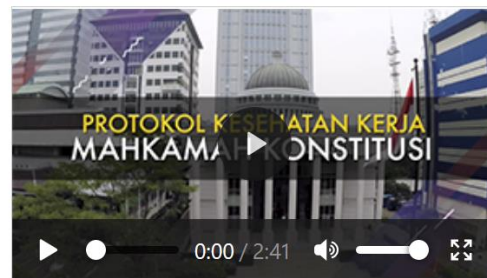 PROTOKOL KESEHATAN KERJA
MAHKAMAH KONSTITUSI
0:00 / 2:41